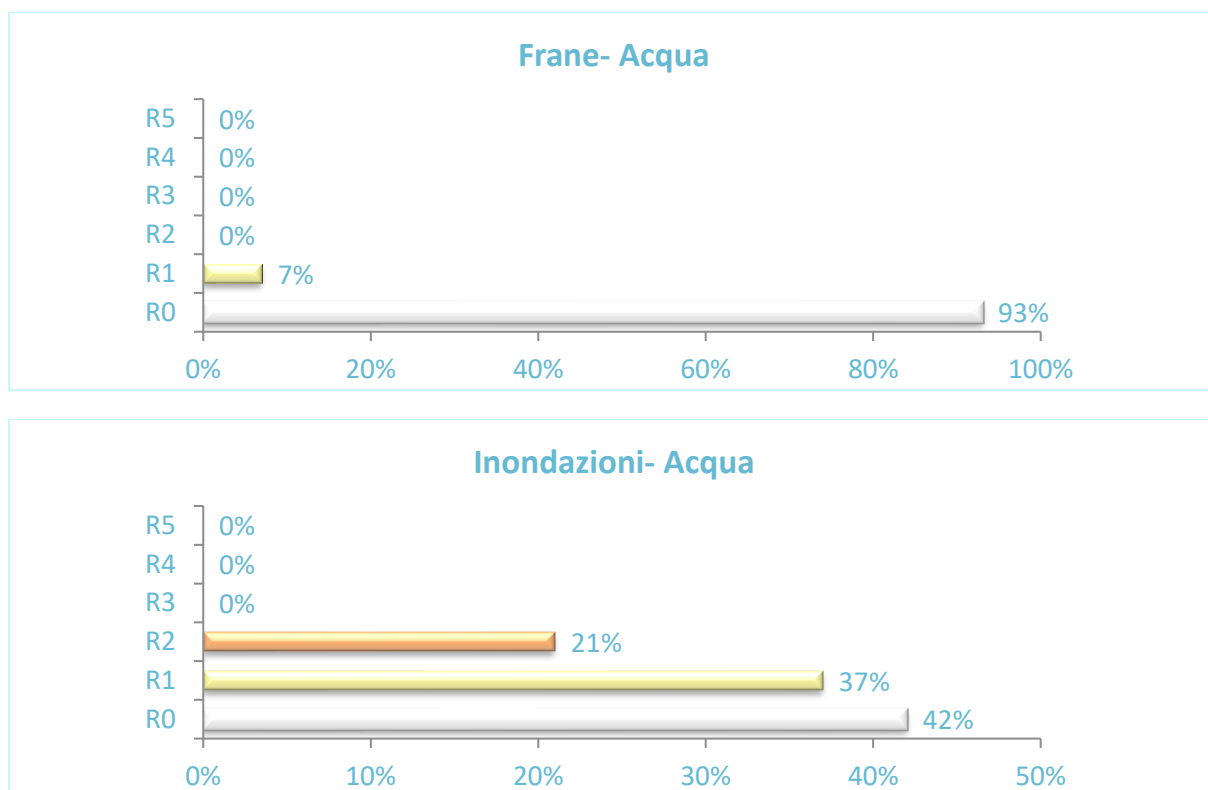 Frane- Acqua
R5 0%
R4 0%
R3 0%
R2 0%
R1 7%
R0 93%
0% 20% 40% 60% 80% 100%
Inondazioni- Acqua
R5 0%
R4 0%
R3 0%
R2 21%
R1 37%
R0 42%
0% 10% 20% 30% 40% 50%